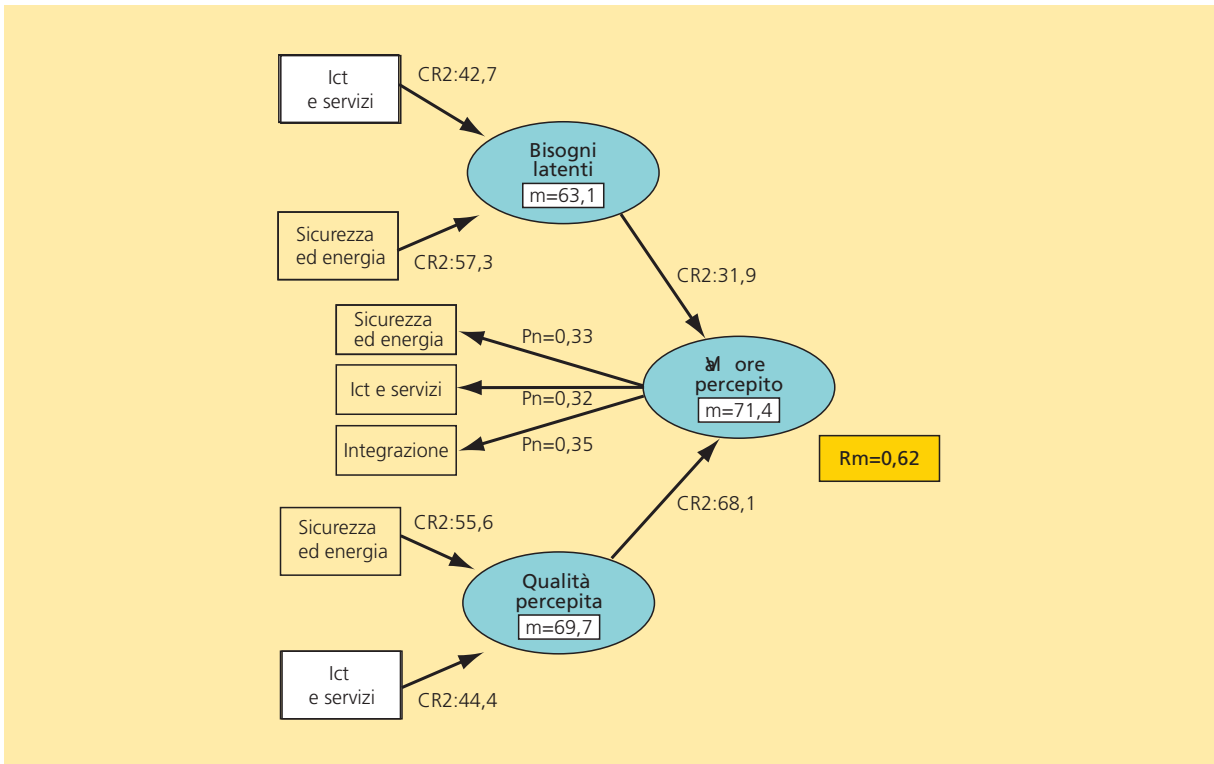 Ict
e servizi
CR2:42,7
Bisogni
latenti
m=63,1
Sicurezza
ed energia
CR2:57,3
CR2:31,9
Sicurezza
ed energia
Pn=0,33
Ict e servizi
Pn=0,32
Integrazione
Pn=0,35
ore
percepito
m=71,4
Rm=0,62
CR2:68,1
Sicurezza
ed energia
CR2:55,6
Qualità
percepita
m=69,7
Ict
e servizi
CR2:44,4